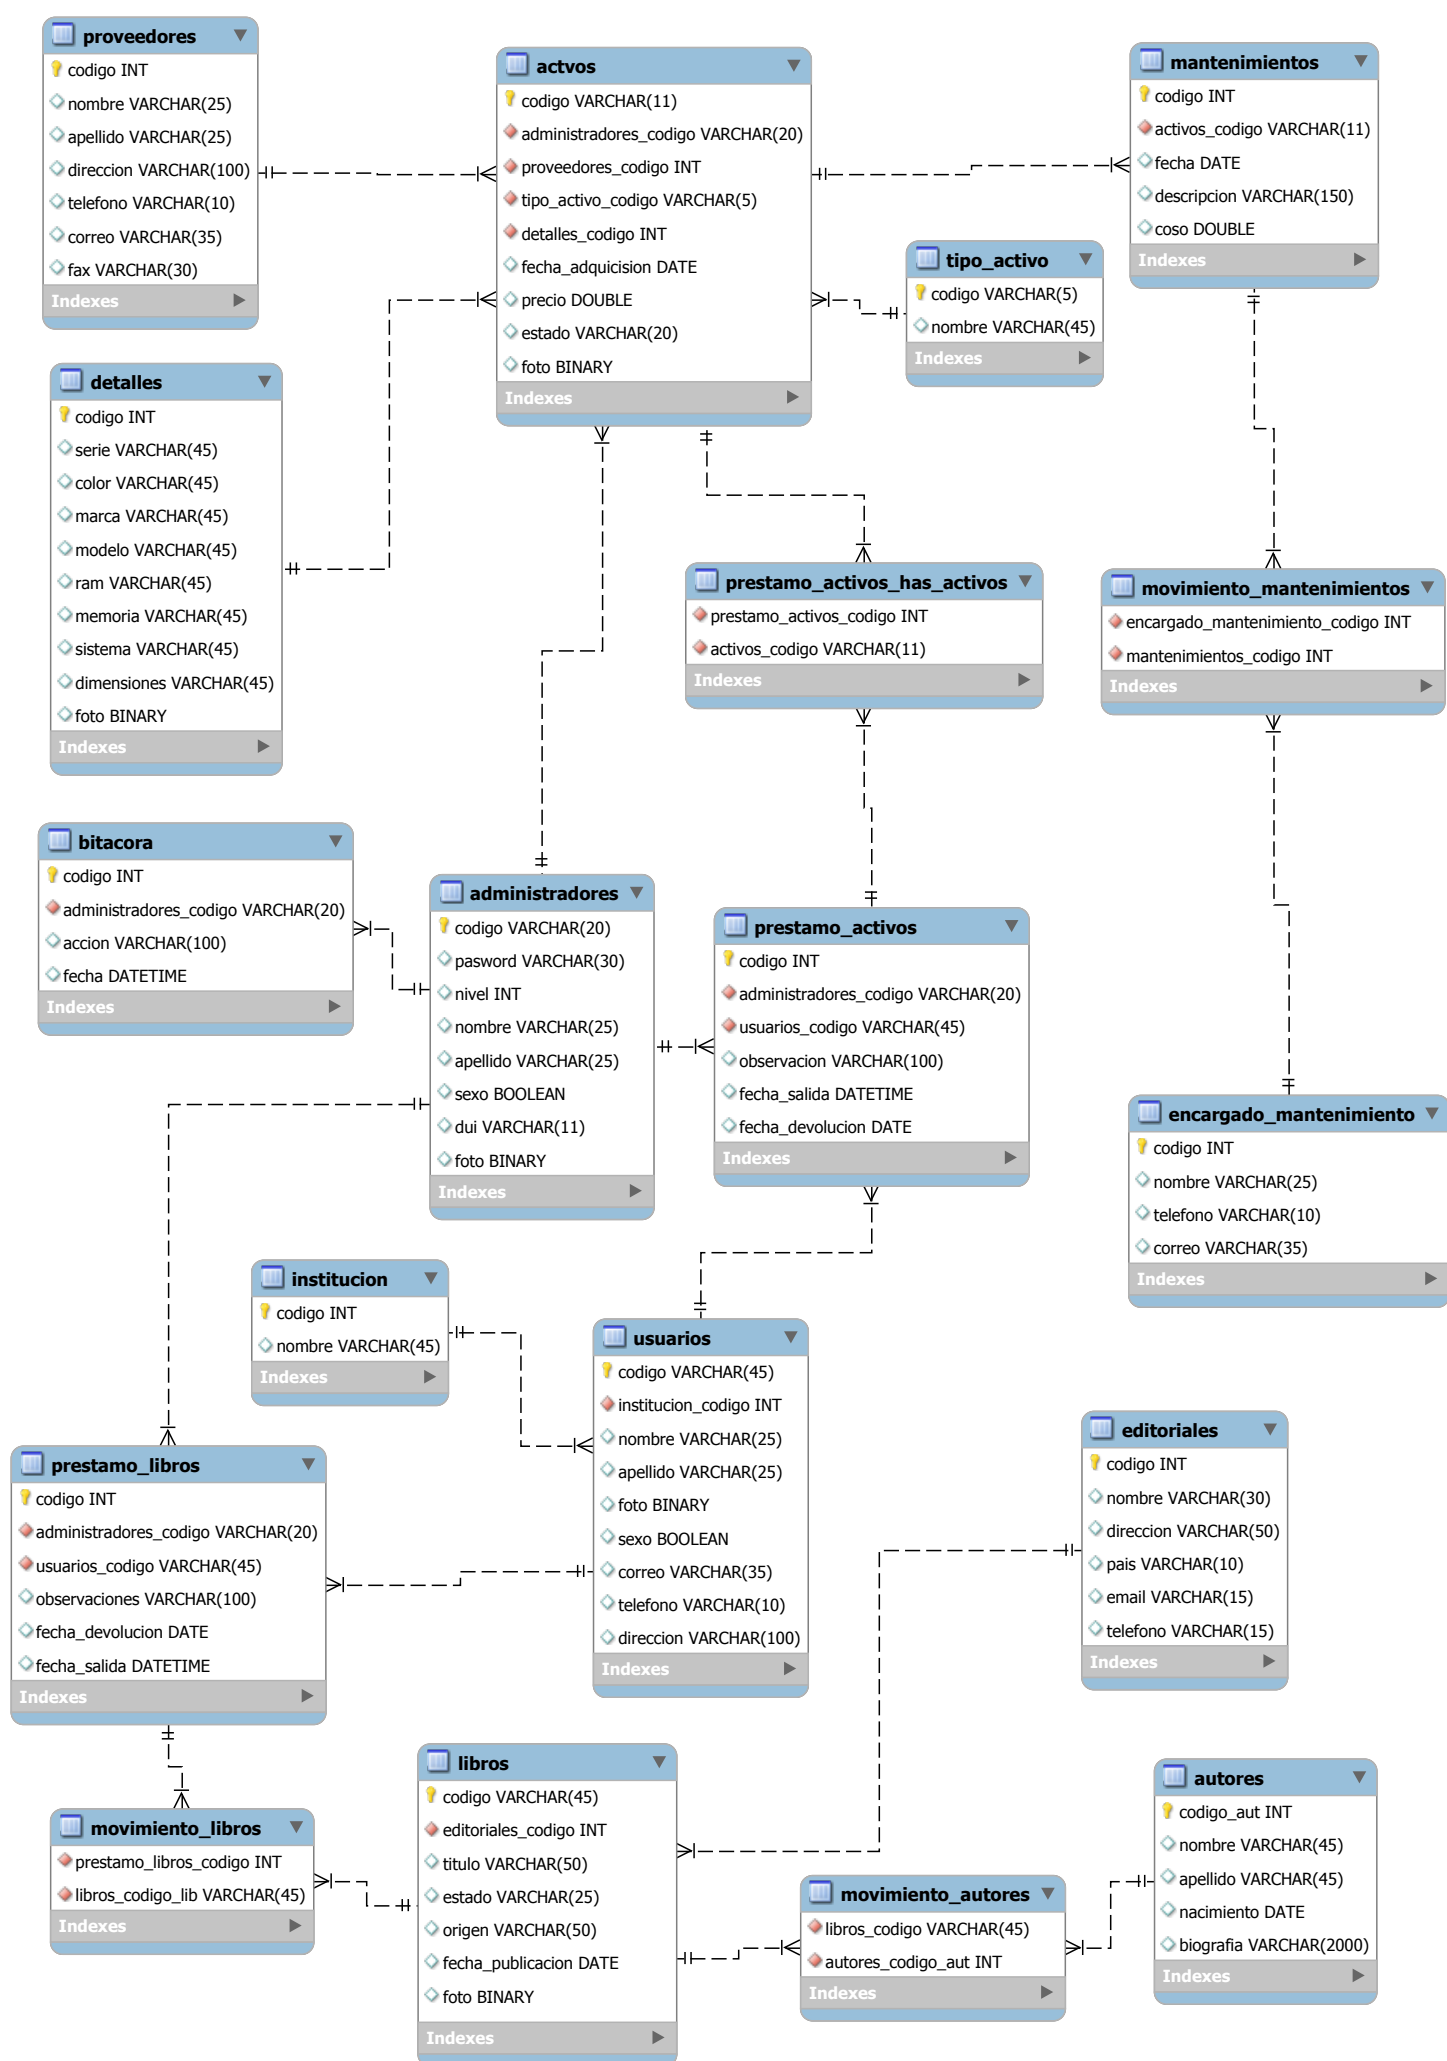 proveedores
codigo INT
nombre VARCHAR(25)
apellido VARCHAR(25)
direccion VARCHAR(100)
telefono VARCHAR(10)
correo VARCHAR(35)
fax VARCHAR(30)
Indexes
actvos
codigo VARCHAR(11)
administradores_codigo VARCHAR(20)
proveedores_codigo INT
tipo_activo_codigo VARCHAR(5)
detalles_codigo INT
fecha_adquicision DATE
precio DOUBLE
estado VARCHAR(20)
foto BINARY
Indexes
mantenimientos
codigo INT
activos_codigo VARCHAR(11)
fecha DATE
descripcion VARCHAR(150)
coso DOUBLE
Indexes
tipo_activo
codigo VARCHAR(5)
nombre VARCHAR(45)
Indexes
detalles
codigo INT
serie VARCHAR(45)
color VARCHAR(45)
marca VARCHAR(45)
modelo VARCHAR(45)
ram VARCHAR(45)
memoria VARCHAR(45)
sistema VARCHAR(45)
dimensiones VARCHAR(45)
foto BINARY
Indexes
prestamo_activos_has_activos
prestamo_activos_codigo INT
activos_codigo VARCHAR(11)
Indexes
movimiento_mantenimientos
encargado_mantenimiento_codigo INT
mantenimientos_codigo INT
Indexes
bitacora
codigo INT
administradores_codigo VARCHAR(20)
accion VARCHAR(100)
fecha DATETIME
Indexes
administradores
codigo VARCHAR(20)
pasword VARCHAR(30)
nivel INT
nombre VARCHAR(25)
apellido VARCHAR(25)
sexo BOOLEAN
dui VARCHAR(11)
foto BINARY
Indexes
prestamo_activos
codigo INT
administradores_codigo VARCHAR(20)
usuarios_codigo VARCHAR(45)
observacion VARCHAR(100)
fecha_salida DATETIME
fecha_devolucion DATE
Indexes
encargado_mantenimiento
codigo INT
nombre VARCHAR(25)
telefono VARCHAR(10)
correo VARCHAR(35)
Indexes
institucion
codigo INT
nombre VARCHAR(45)
Indexes
usuarios
codigo VARCHAR(45)
institucion_codigo INT
nombre VARCHAR(25)
apellido VARCHAR(25)
foto BINARY
sexo BOOLEAN
correo VARCHAR(35)
telefono VARCHAR(10)
direccion VARCHAR(100)
Indexes
editoriales
codigo INT
nombre VARCHAR(30)
direccion VARCHAR(50)
pais VARCHAR(10)
email VARCHAR(15)
telefono VARCHAR(15)
Indexes
prestamo_libros
codigo INT
administradores_codigo VARCHAR(20)
usuarios_codigo VARCHAR(45)
observaciones VARCHAR(100)
fecha_devolucion DATE
fecha_salida DATETIME
Indexes
libros
codigo VARCHAR(45)
editoriales_codigo INT
titulo VARCHAR(50)
estado VARCHAR(25)
origen VARCHAR(50)
fecha_publicacion DATE
foto BINARY
Indexes
autores
codigo_aut INT
nombre VARCHAR(45)
apellido VARCHAR(45)
nacimiento DATE
biografia VARCHAR(2000)
Indexes
movimiento_libros
prestamo_libros_codigo INT
libros_codigo_lib VARCHAR(45)
Indexes
movimiento_autores
libros_codigo VARCHAR(45)
autores_codigo_aut INT
Indexes